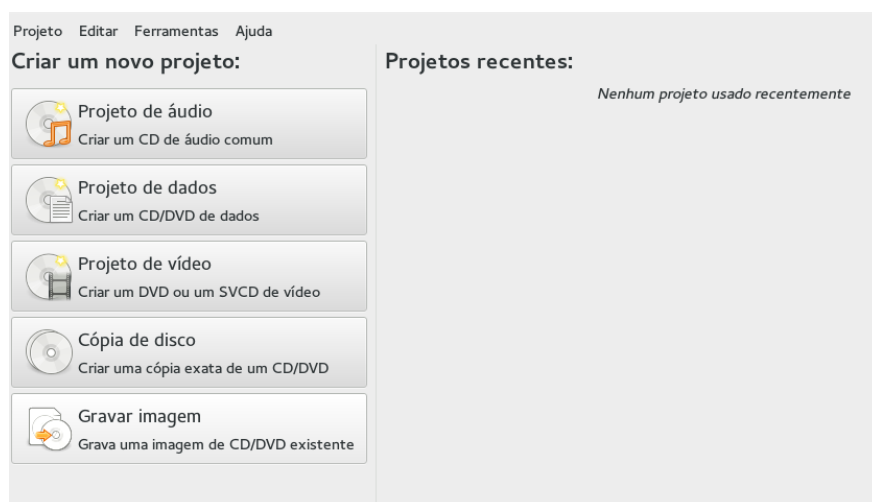 Projeto Editar Ferramentas Ajuda
Criar um novo projeto:
Projeto de áudio
Criar um CD de áudio comum
Projeto de dados
Criar um CD/DVD de dados
Projeto de vídeo
Criar um DVD ou um SVCD de vídeo
Cópia de disco
Criar uma cópia exata de um CD/DVD
Gravar imagem
Grava uma imagem de CD/DVD existente
Projetos recentes:
Nenhum projeto usado recentemente